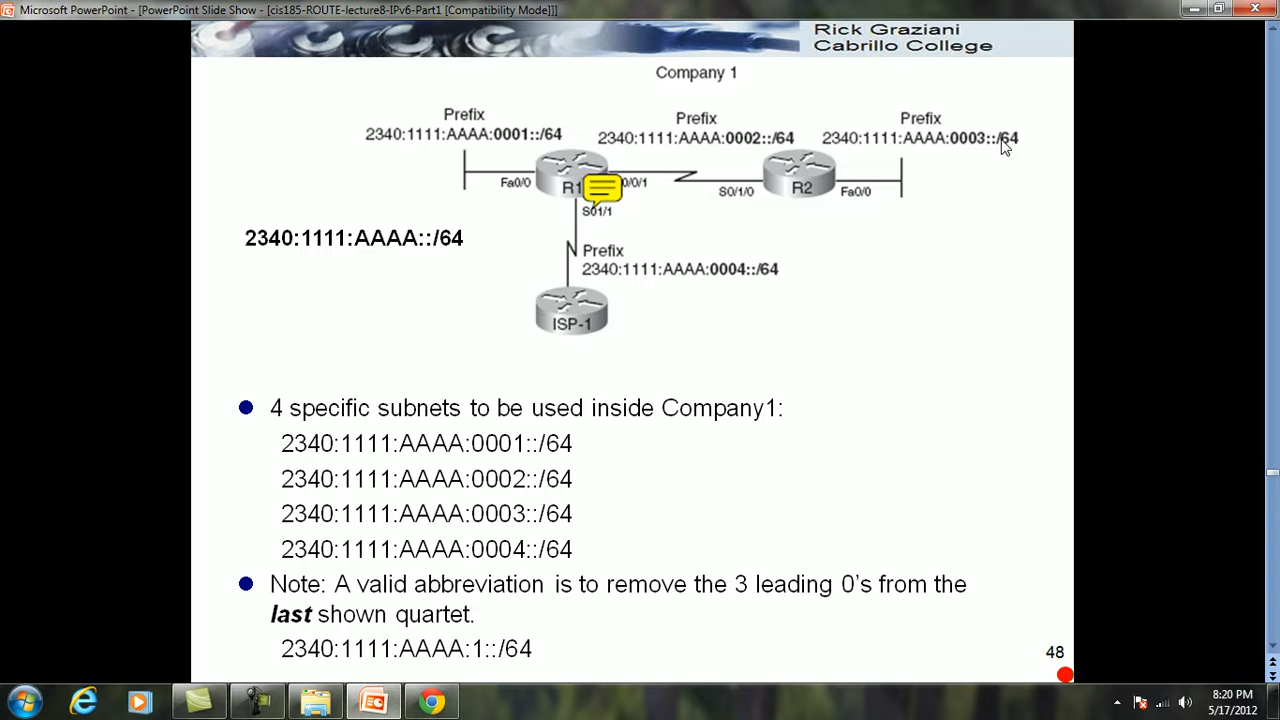 Microsoft PowerPoint - [PowerPoint Slide Show - [cis185-ROUTE-lecture8-IPv6-Part1 [Compatibility Mode]]]
Rick Graziani
Cabrillo College
Company 1
Prefix
2340:1111:AAAA:0001::/64
Prefix
2340:1111:AAAA:0002::/64
Prefix
2340:1111:AAAA:0003::/64
Fa0/0
R1
0/0/1
S0/1/0
R2
Fa0/0
S01/1
2340:1111:AAAA::/64
Prefix
2340:1111:AAAA:0004::/64
ISP-1
4 specific subnets to be used inside Company1:
2340:1111:AAAA:0001::/64
2340:1111:AAAA:0002::/64
2340:1111:AAAA:0003::/64
2340:1111:AAAA:0004::/64
Note: A valid abbreviation is to remove the 3 leading 0's from the
last shown quartet.
2340:1111:AAAA:1::/64
48
8:20 PM
5/17/2012